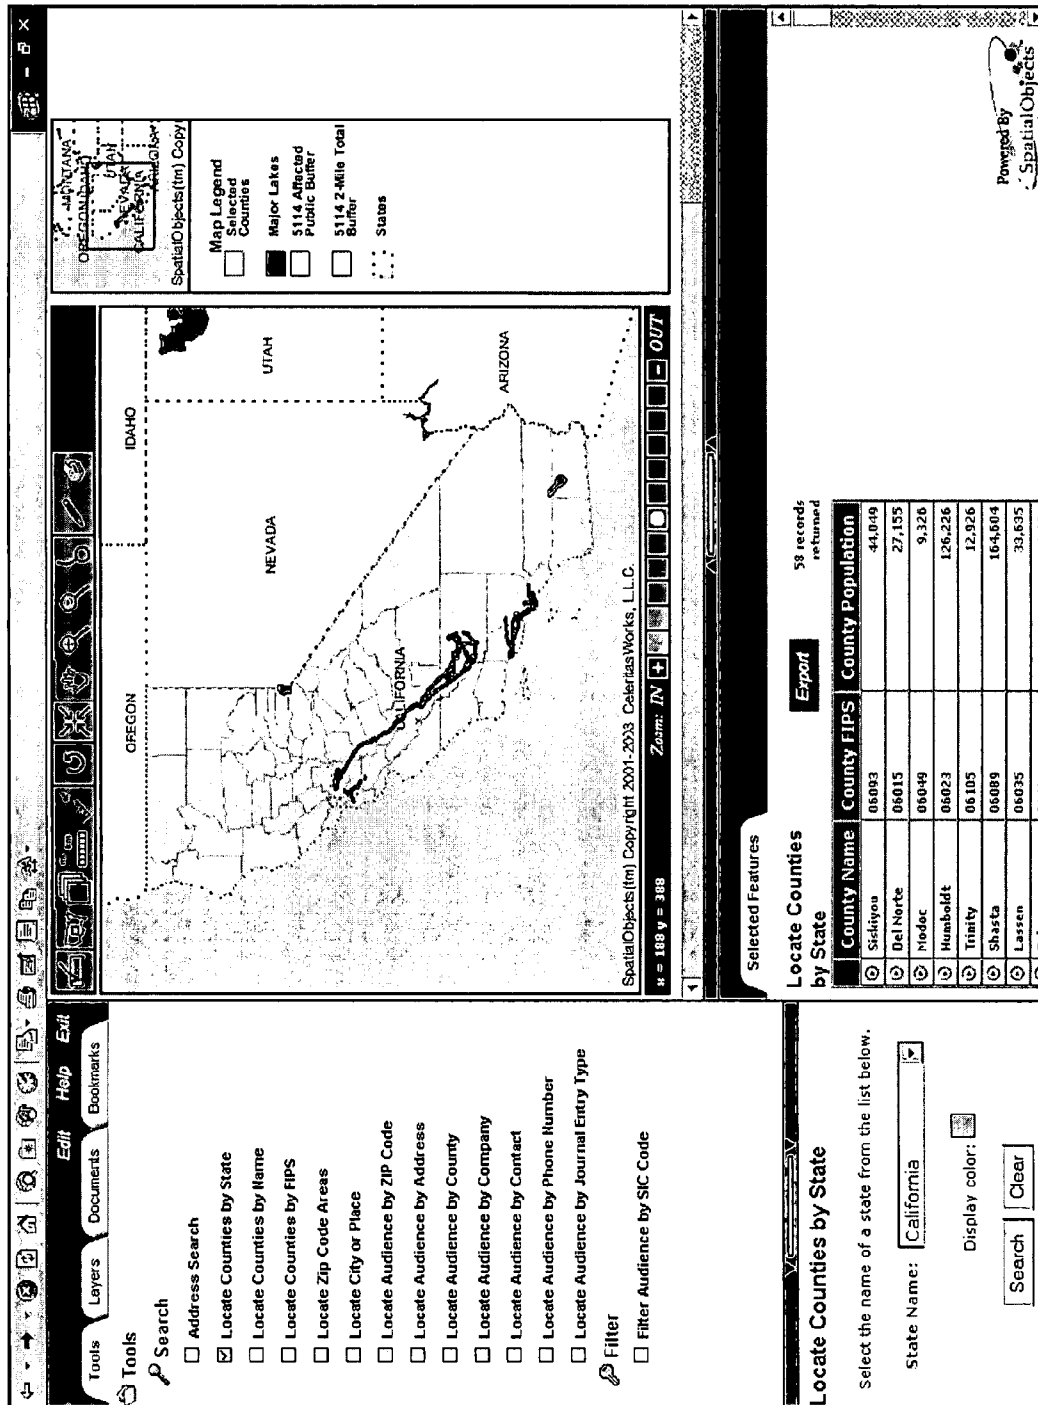 Edit Help Exit
Tools Layers Documents Bookmarks
Tools
Search
Address Search
Locate Counties by State
Locate Counties by Name
Locate Counties by FIPS
Locate Zip Code Areas
Locate City or Place
Locate Audience by ZIP Code
Locate Audience by Address
Locate Audience by County
Locate Audience by Company
Locate Audience by Contact
Locate Audience by Phone Number
Locate Audience by Journal Entry Type
Filter
Filter Audience by SIC Code
OREGON
IDAHO
NEVADA
UTAH
CALIFORNIA
ARIZONA
SpatialObjects(tm) Copyright 2001-2003 CeleritasWorks, L.L.C.
x = 188 y = 388
Zoom: IN + - OUT
MONTANA
OREGON
IDAHO
UTAH
NEVADA
CALIFORNIA
ARIZONA
SpatialObjects(tm) Copy
Map Legend
Selected
Counties
Major Lakes
5114 Affected
Public Buffer
5114 2-Mile Total
Buffer
States
Locate Counties by State
Select the name of a state from the list below.
State Name: California
Display color:
Search Clear
Selected Features
Locate Counties
by State
Export
58 records
returned
County Name County FIPS County Population
Siskiyou 06093 44,049
Del Norte 06015 27,155
Modoc 06049 9,326
Humboldt 06023 126,226
Trinity 06105 12,926
Shasta 06089 164,604
Lassen 06035 33,635
Powered By
SpatialObjects